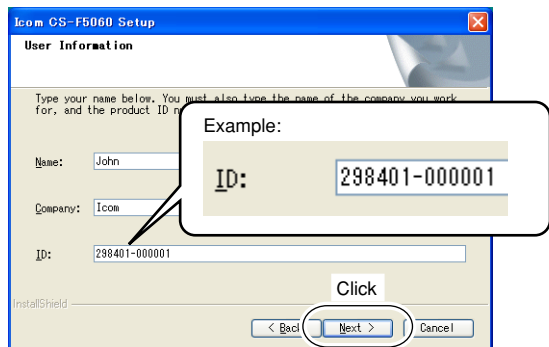 Icom CS-F5060 Setup
User Information
Type your name below. You must also type the name of the company you work
for, and the product ID
Example:
ID: 298401-000001
Name: John
Company: Icom
ID: 298401-000001
Click
InstallShield
< Back Next > Cancel